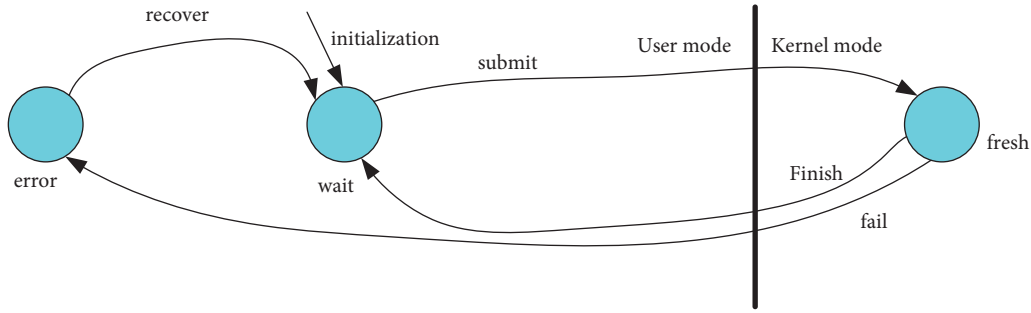 recover
initialization
User mode
Kernel mode
submit
error
wait
fresh
Finish
fail